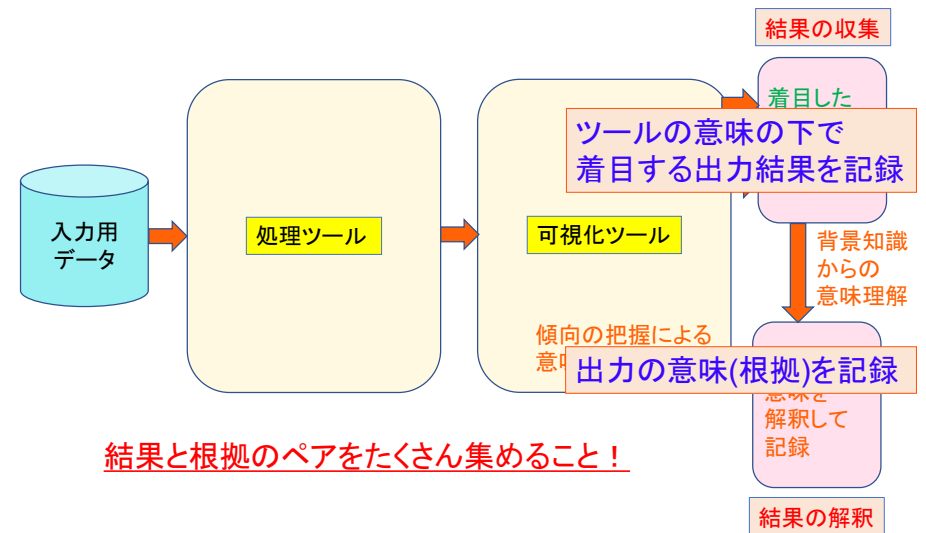 結果の収集
着目した
ツールの意味の下で
着目する出力結果を記録
入力用
データ
処理ツール
可視化ツール
背景知識
からの
意味理解
傾向の把握による
意
出力の意味(根拠)を記録
意味を
解釈して
記録
結果と根拠のペアをたくさん集めること！
結果の解釈